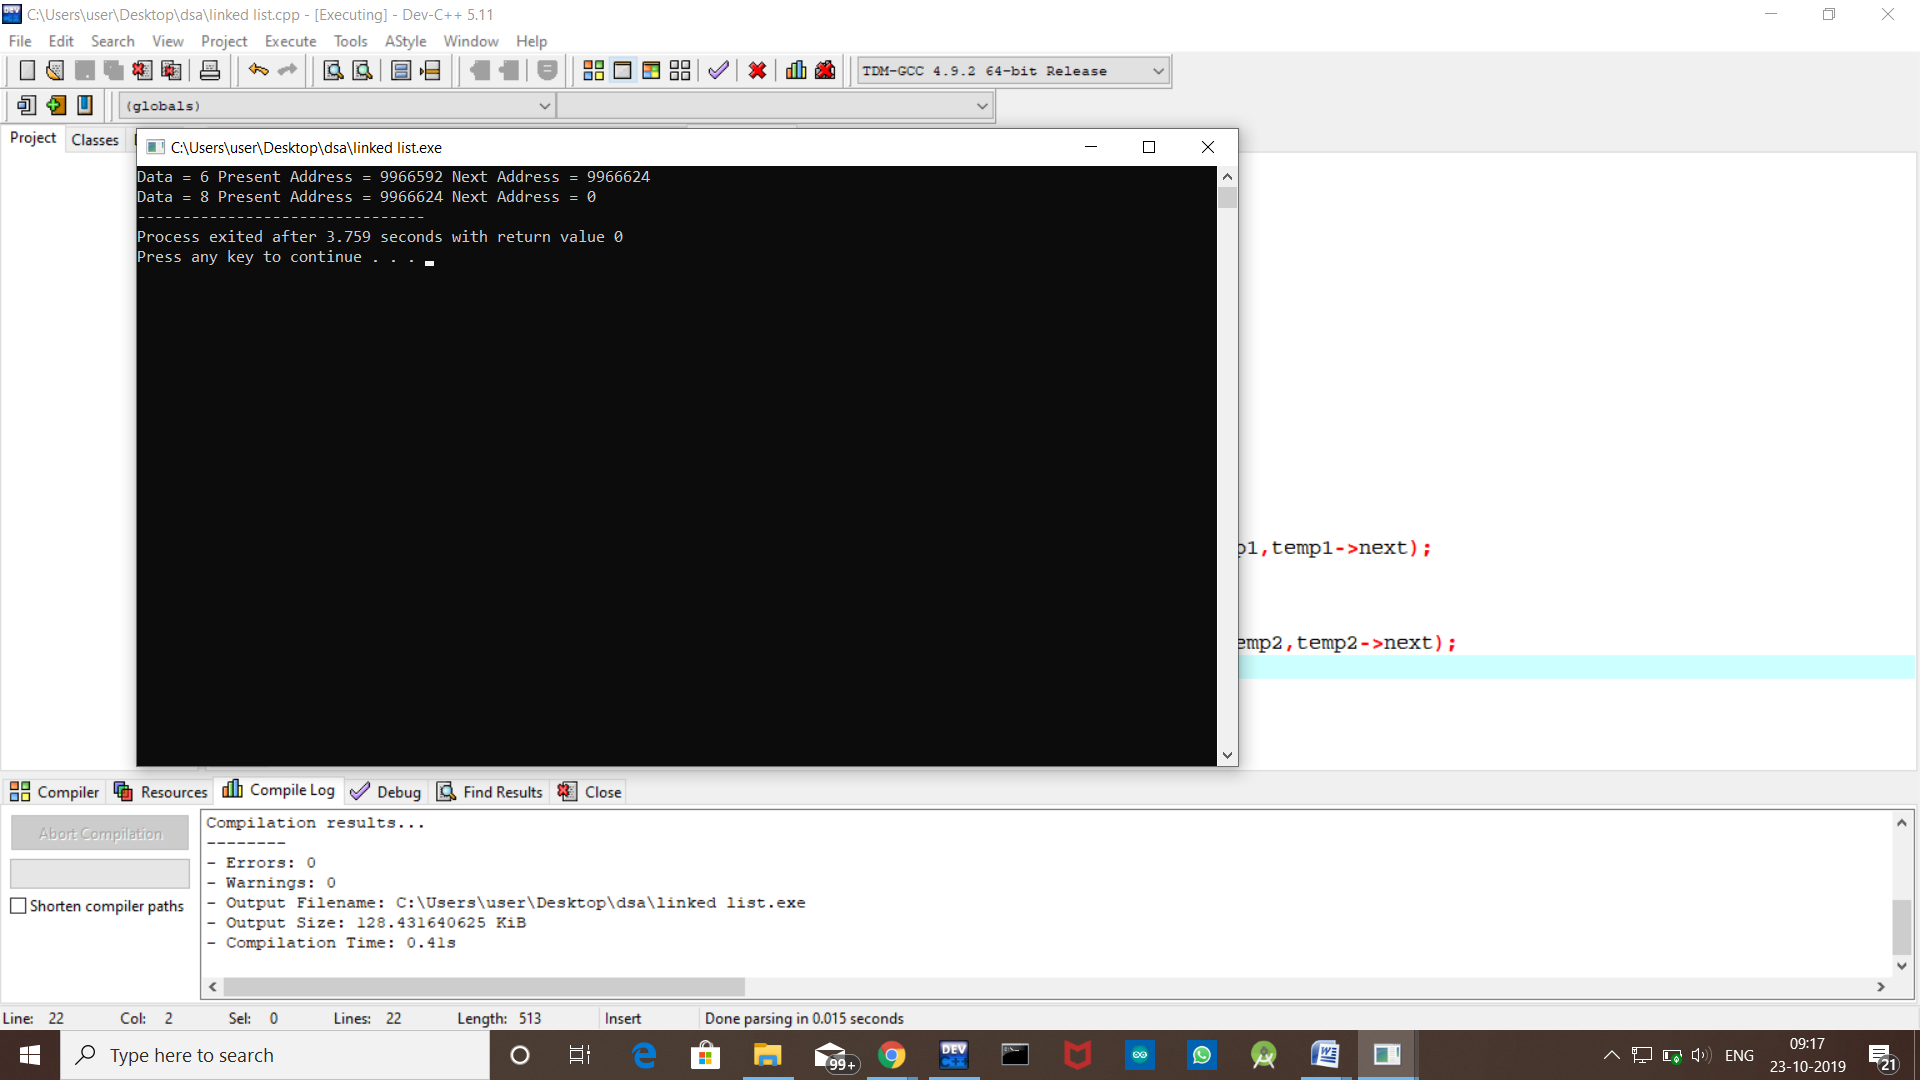 C:\Users\user\Desktop\dsa\linked list.cpp - [Executing] - Dev-C++ 5.11
File Edit Search View Project Execute Tools AStyle Window Help
TDM-GCC 4.9.2 64-bit Release
(globals)
Project Classes
C:\Users\user\Desktop\dsa\linked list.exe
Data = 6 Present Address = 9966592 Next Address = 9966624
Data = 8 Present Address = 9966624 Next Address = 0
--------------------------------
Process exited after 3.759 seconds with return value 0
Press any key to continue . . .
p1,temp1->next);
emp2,temp2->next);
Compiler Resources Compile Log Debug Find Results Close
Abort Compilation
Shorten compiler paths
Compilation results...
--------
- Errors: 0
- Warnings: 0
- Output Filename: C:\Users\user\Desktop\dsa\linked list.exe
- Output Size: 128.431640625 KiB
- Compilation Time: 0.41s
Line: 22 Col: 2 Sel: 0 Lines: 22 Length: 513 Insert Done parsing in 0.015 seconds
Type here to search
99+
DEV C++
ENG
09:17
23-10-2019
21